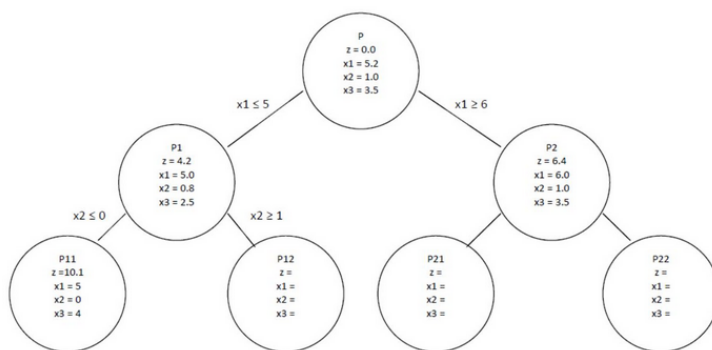 P
z = 0.0
x1 = 5.2
x2 = 1.0
x3 = 3.5
x1 ≤ 5
x1 ≥ 6
P1
z = 4.2
x1 = 5.0
x2 = 0.8
x3 = 2.5
P2
z = 6.4
x1 = 6.0
x2 = 1.0
x3 = 3.5
x2 ≤ 0
x2 ≥ 1
P11
z =10.1
x1 = 5
x2 = 0
x3 = 4
P12
z =
x1 =
x2 =
x3 =
P21
z =
x1 =
x2 =
x3 =
P22
z =
x1 =
x2 =
x3 =